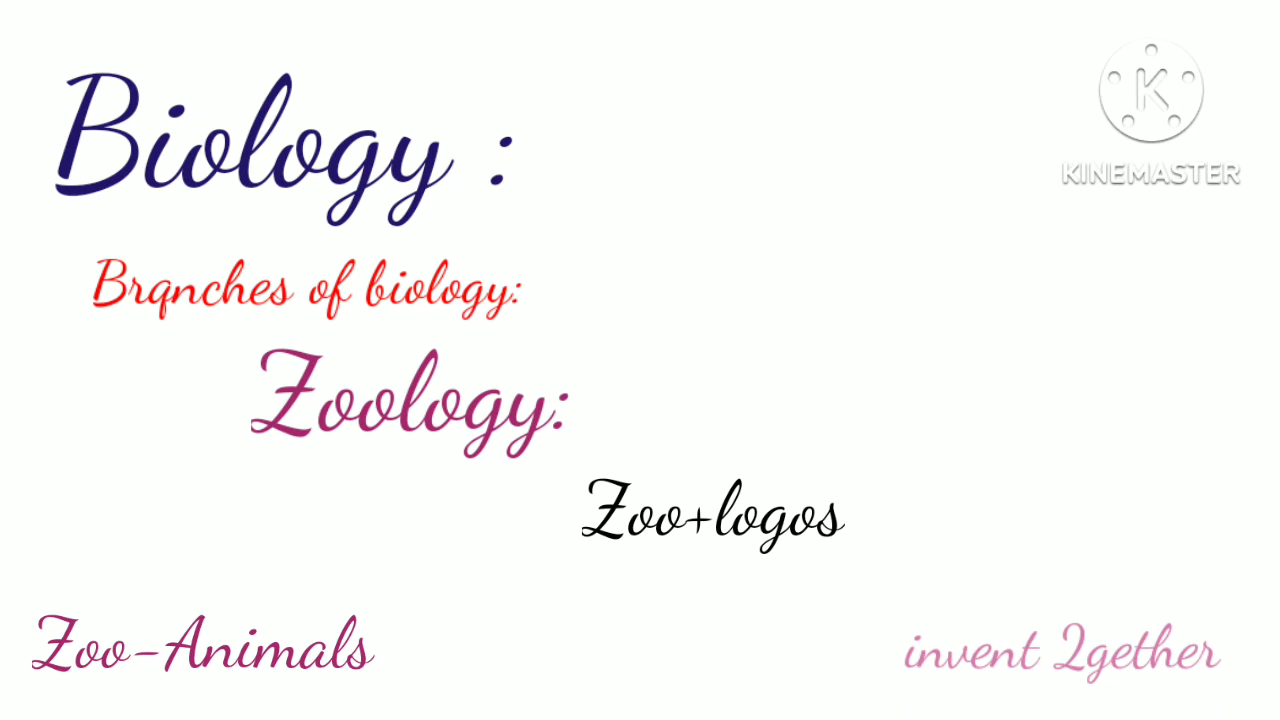 Biology :
KINEMASTER
Brqnches of biology:
Zoology:
Zoo+logos
Zoo-Animals
invent 2gether